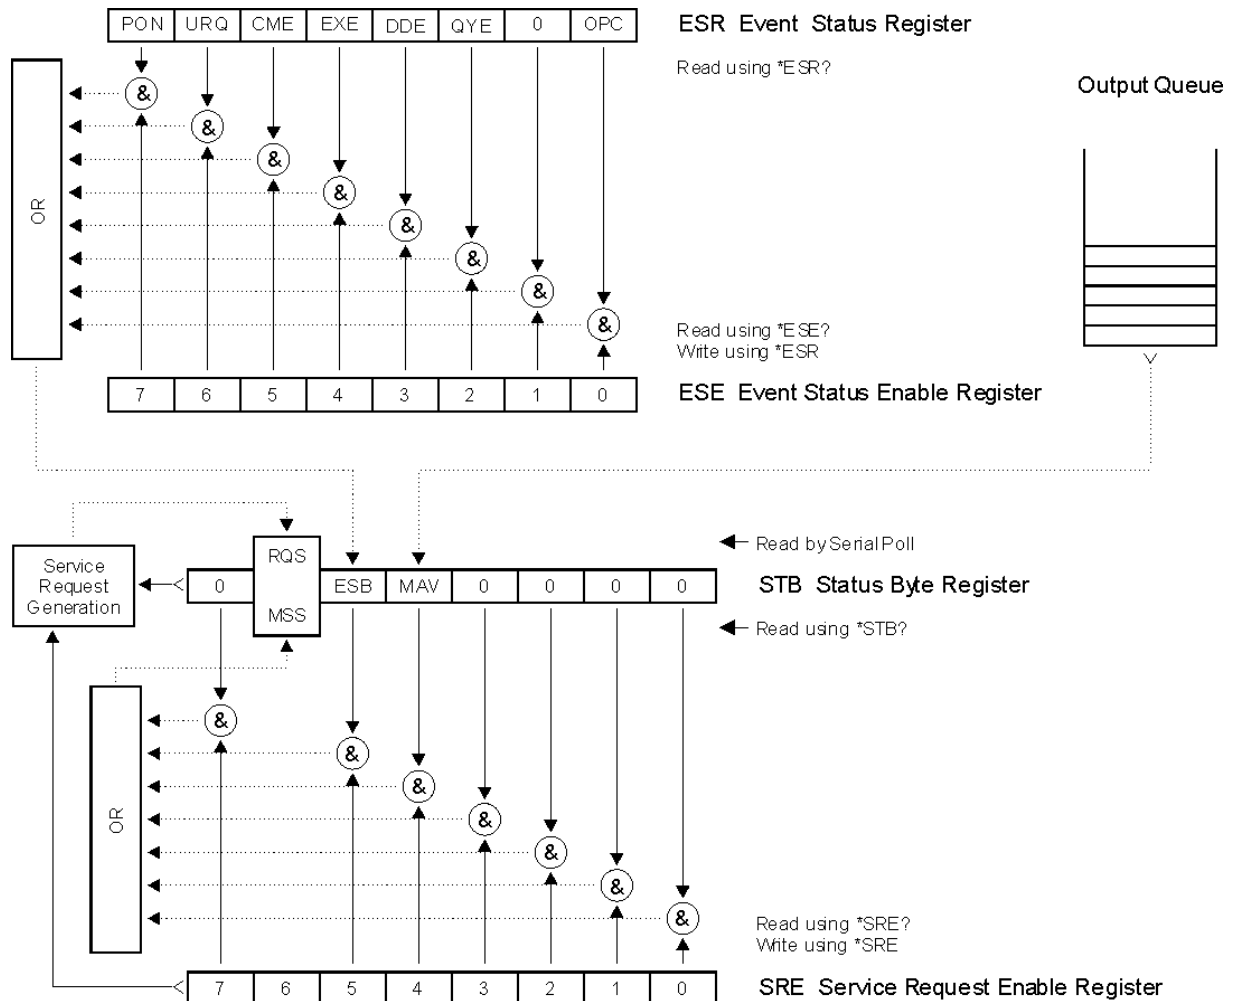 PON URQ CME EXE DDE QYE 0 OPC
ESR Event Status Register
Read using *ESR?
Output Queue
&
&
&
&
&
&
&
&
OR
Read using *ESE?
Write using *ESR
7 6 5 4 3 2 1 0
ESE Event Status Enable Register
Service
Request
Generation
RQS
MSS
Read by Serial Poll
0 ESB MAV 0 0 0 0
STB Status Byte Register
Read using *STB?
&
&
&
&
&
&
&
OR
Read using *SRE?
Write using *SRE
7 6 5 4 3 2 1 0
SRE Service Request Enable Register